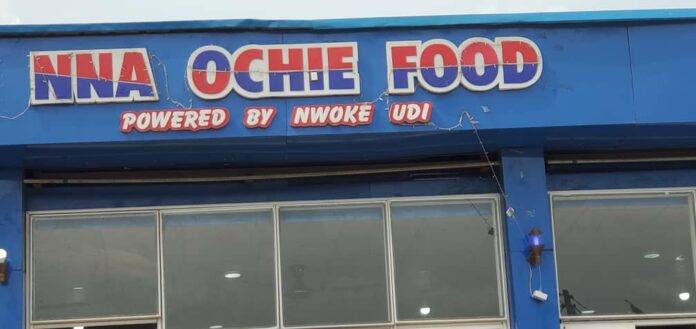 NNA OCHIE FOOD
POWERED BY NWOKE UDI